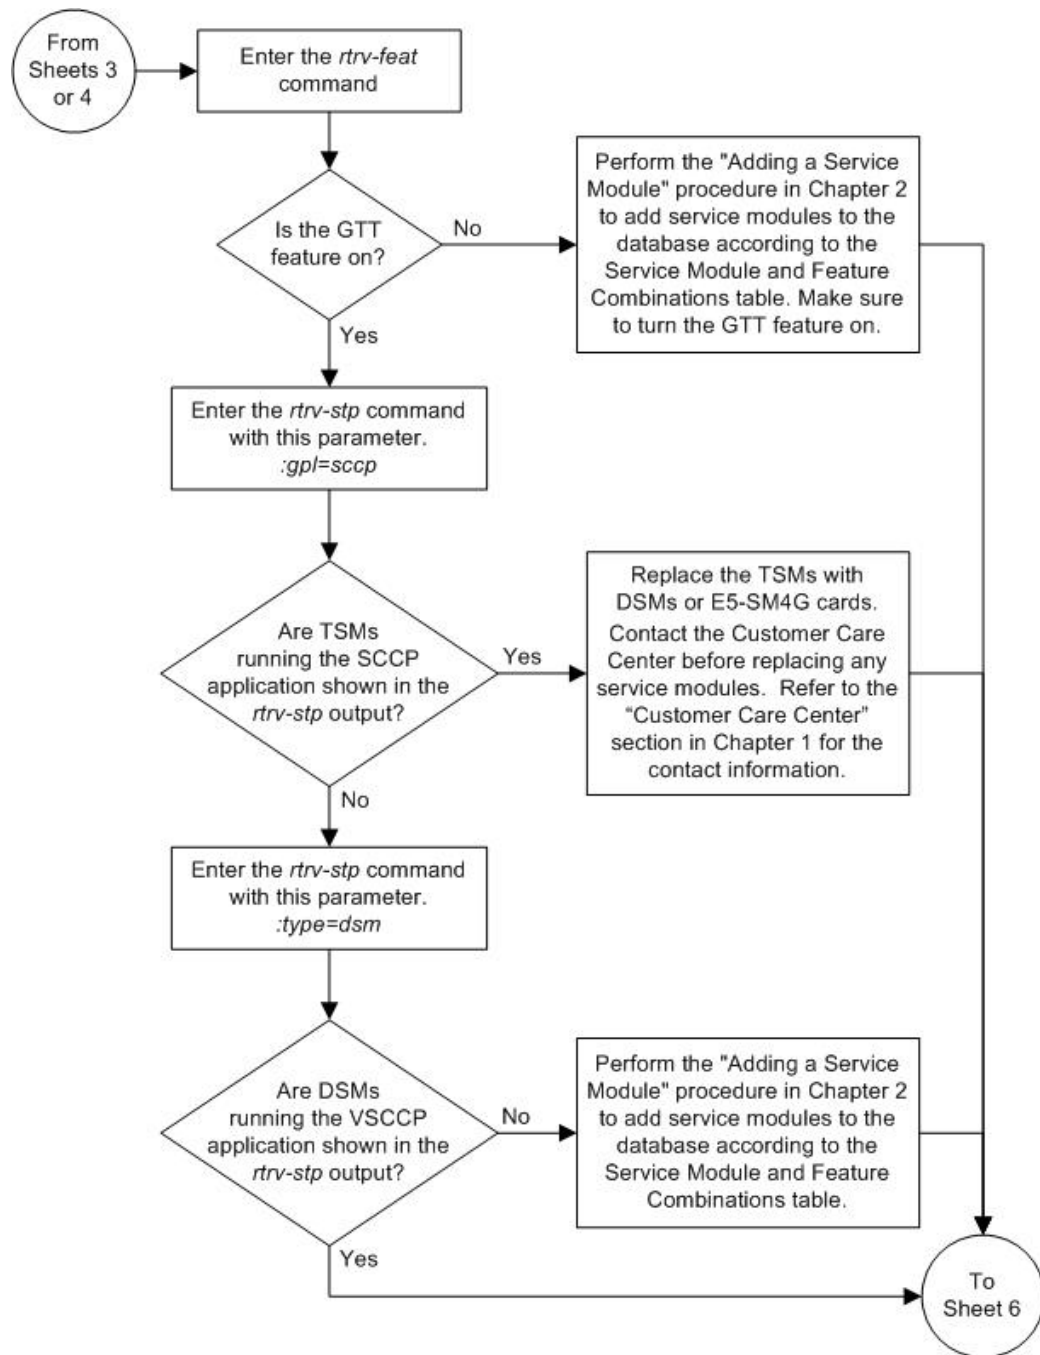 From
Sheets 3
or 4
Enter the rtrv-feat
command
Is the GTT
feature on?
No
Perform the "Adding a Service
Module" procedure in Chapter 2
to add service modules to the
database according to the
Service Module and Feature
Combinations table. Make sure
to turn the GTT feature on.
Yes
Enter the rtrv-stp command
with this parameter.
:gpl=sccp
Are TSMs
running the SCCP
application shown in the
rtrv-stp output?
Yes
Replace the TSMs with
DSMs or E5-SM4G cards.
Contact the Customer Care
Center before replacing any
service modules. Refer to the
“Customer Care Center”
section in Chapter 1 for the
contact information.
No
Enter the rtrv-stp command
with this parameter.
:type=dsm
Are DSMs
running the VSCCP
application shown in the
rtrv-stp output?
No
Perform the "Adding a Service
Module" procedure in Chapter 2
to add service modules to the
database according to the
Service Module and Feature
Combinations table.
Yes
To
Sheet 6